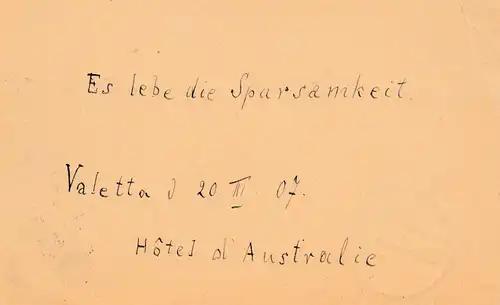 Es lebe die Sparsamkeit.
Valetta d 20 III. 07.
Hôtel d'Australie